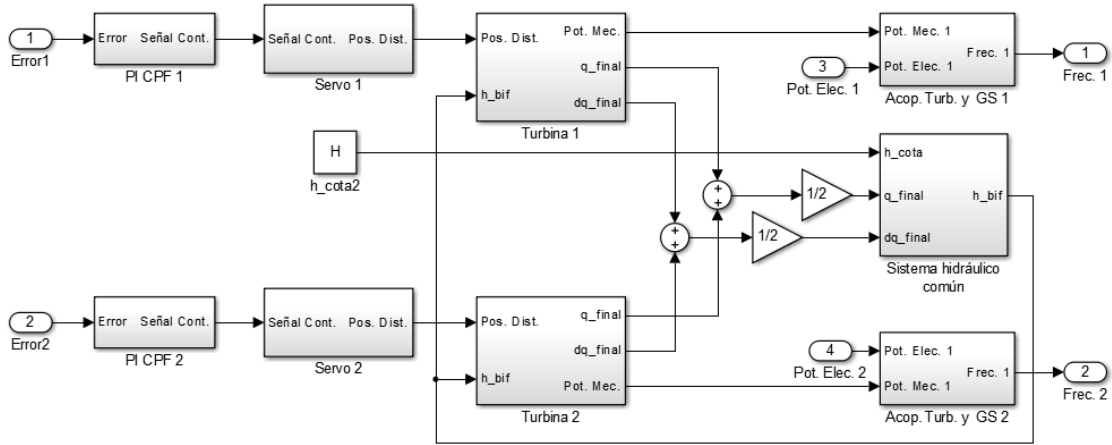 1
Error1
Error Señal Cont.
PI CPF 1
Señal Cont. Pos. Dist.
Servo 1
Pos. Dist. Pot. Mec.
q_final
h_bif dq_final
Turbina 1
3
Pot. Elec. 1
Pot. Mec. 1
Frec. 1
Pot. Elec. 1
Acop. Turb. y GS 1
1
Frec. 1
H
h_cota2
+
+
1/2
+
+
1/2
h_cota
q_final h_bif
dq_final
Sistema hidráulico
común
2
Error2
Error Señal Cont.
PI CPF 2
Señal Cont. Pos. Dist.
Servo 2
Pos. Dist. q_final
dq_final
h_bif Pot. Mec.
Turbina 2
4
Pot. Elec. 2
Pot. Elec. 1
Frec. 1
Pot. Mec. 1
Acop. Turb. y GS 2
2
Frec. 2